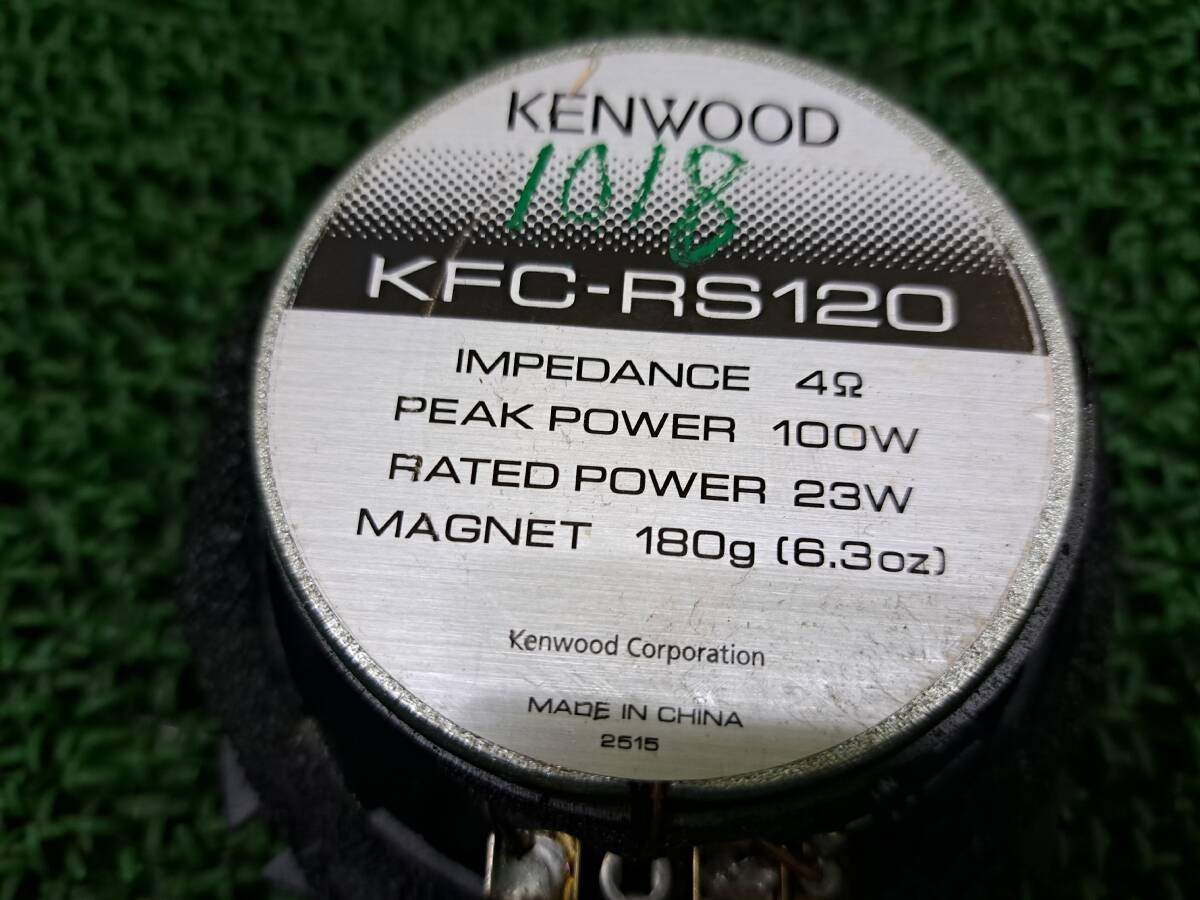 KENWOOD
1018
KFC-RS120
IMPEDANCE 4Ω
PEAK POWER 100W
RATED POWER 23W
MAGNET 180g (6.3oz)
Kenwood Corporation
MADE IN CHINA
2515